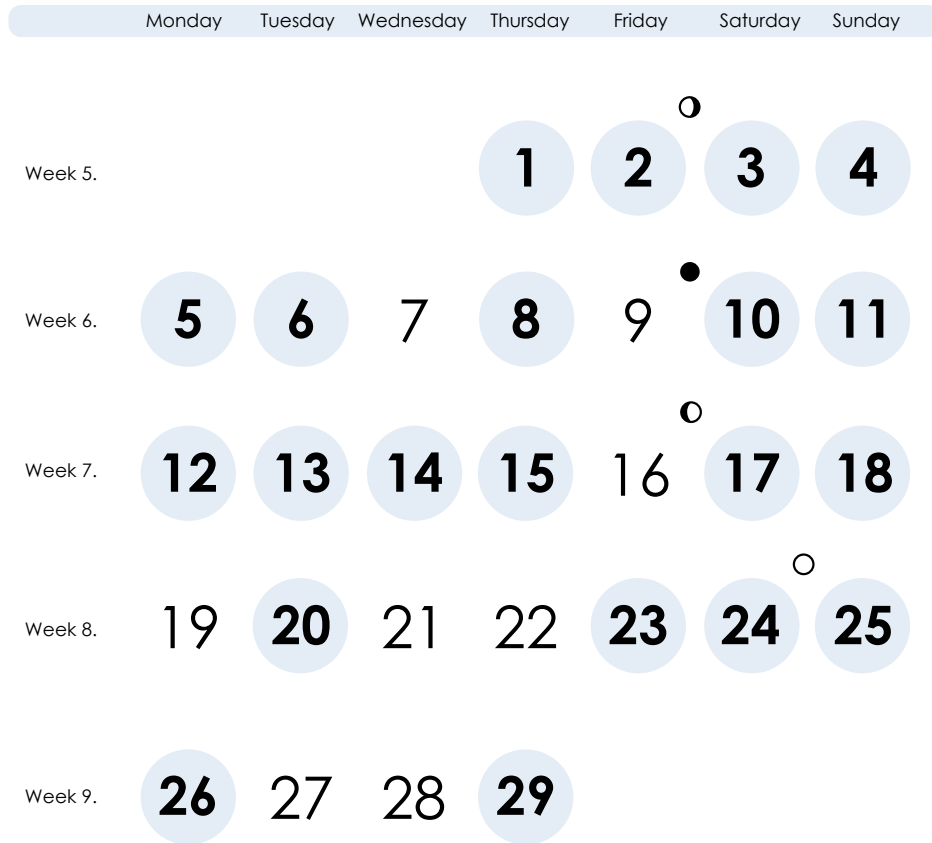 Monday Tuesday Wednesday Thursday Friday Saturday Sunday
Week 5. 1 2 3 4
Week 6. 5 6 7 8 9 10 11
Week 7. 12 13 14 15 16 17 18
Week 8. 19 20 21 22 23 24 25
Week 9. 26 27 28 29